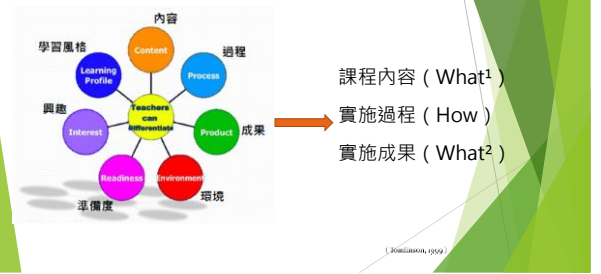 內容
Content
過程
Process
Product
成果
Environment
環境
Readiness
準備度
Interest
興趣
Learning
Profile
學習風格
Teachers
can
Differentiate
課程內容（What¹）
實施過程（How）
實施成果（What²）
( Tomlinson, 1999 )